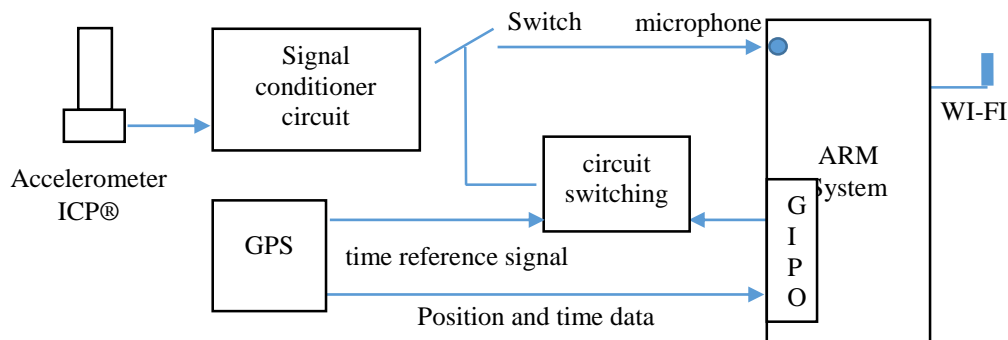 Switch
microphone
Signal
conditioner
circuit
WI-FI
Accelerometer
ICP®
circuit
switching
ARM
System
G
I
P
O
GPS
time reference signal
Position and time data